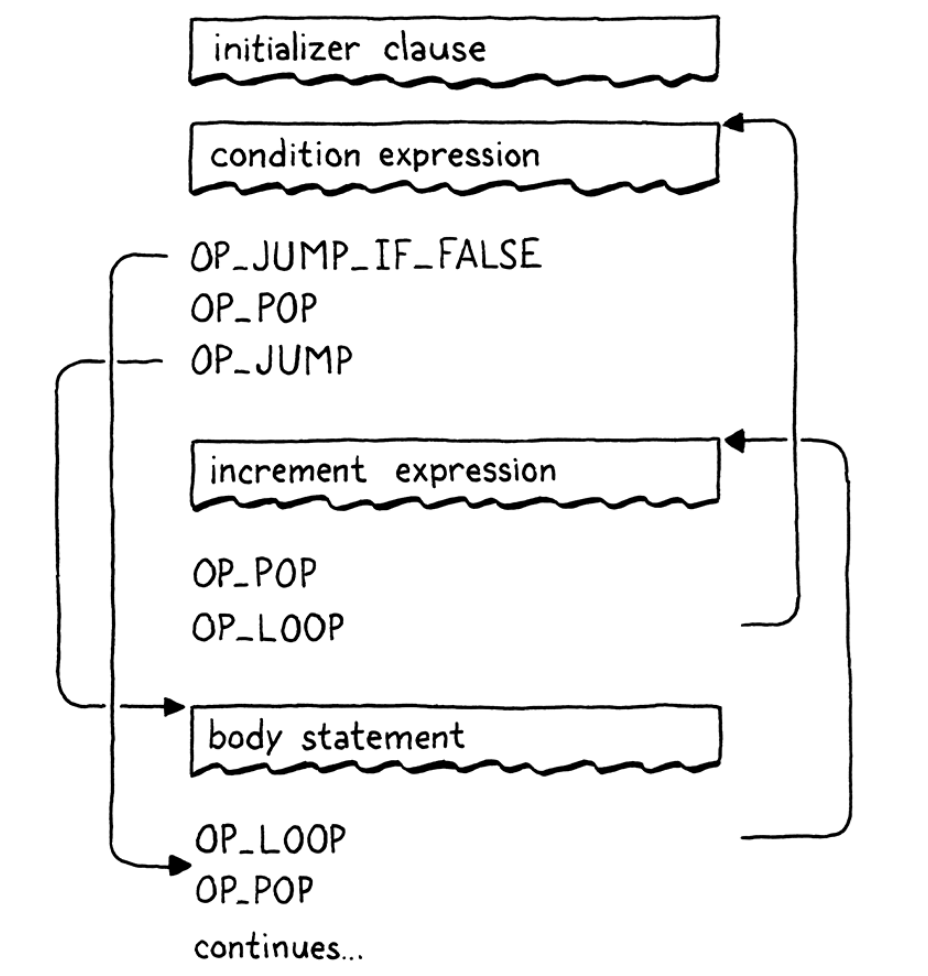 initializer clause
condition expression
OP_JUMP_IF_FALSE
OP_POP
OP_JUMP
increment expression
OP_POP
OP_LOOP
body statement
OP_LOOP
OP_POP
continues...